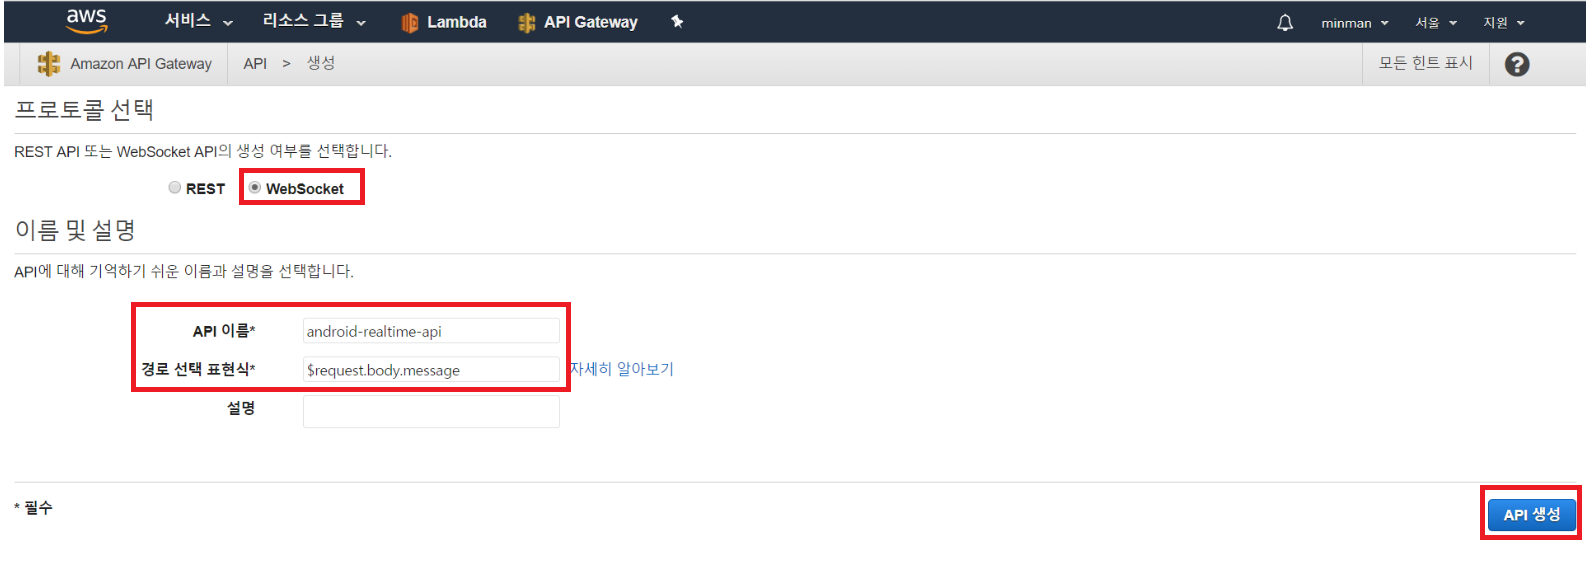 aws 서비스 리소스 그룹 Lambda API Gateway minman 서울 지원
Amazon API Gateway API > 생성 모든 힌트 표시 ?
프로토콜 선택
REST API 또는 WebSocket API의 생성 여부를 선택합니다.
REST WebSocket
이름 및 설명
API에 대해 기억하기 쉬운 이름과 설명을 선택합니다.
API 이름* android-realtime-api
경로 선택 표현식* $request.body.message 자세히 알아보기
설명
* 필수
API 생성